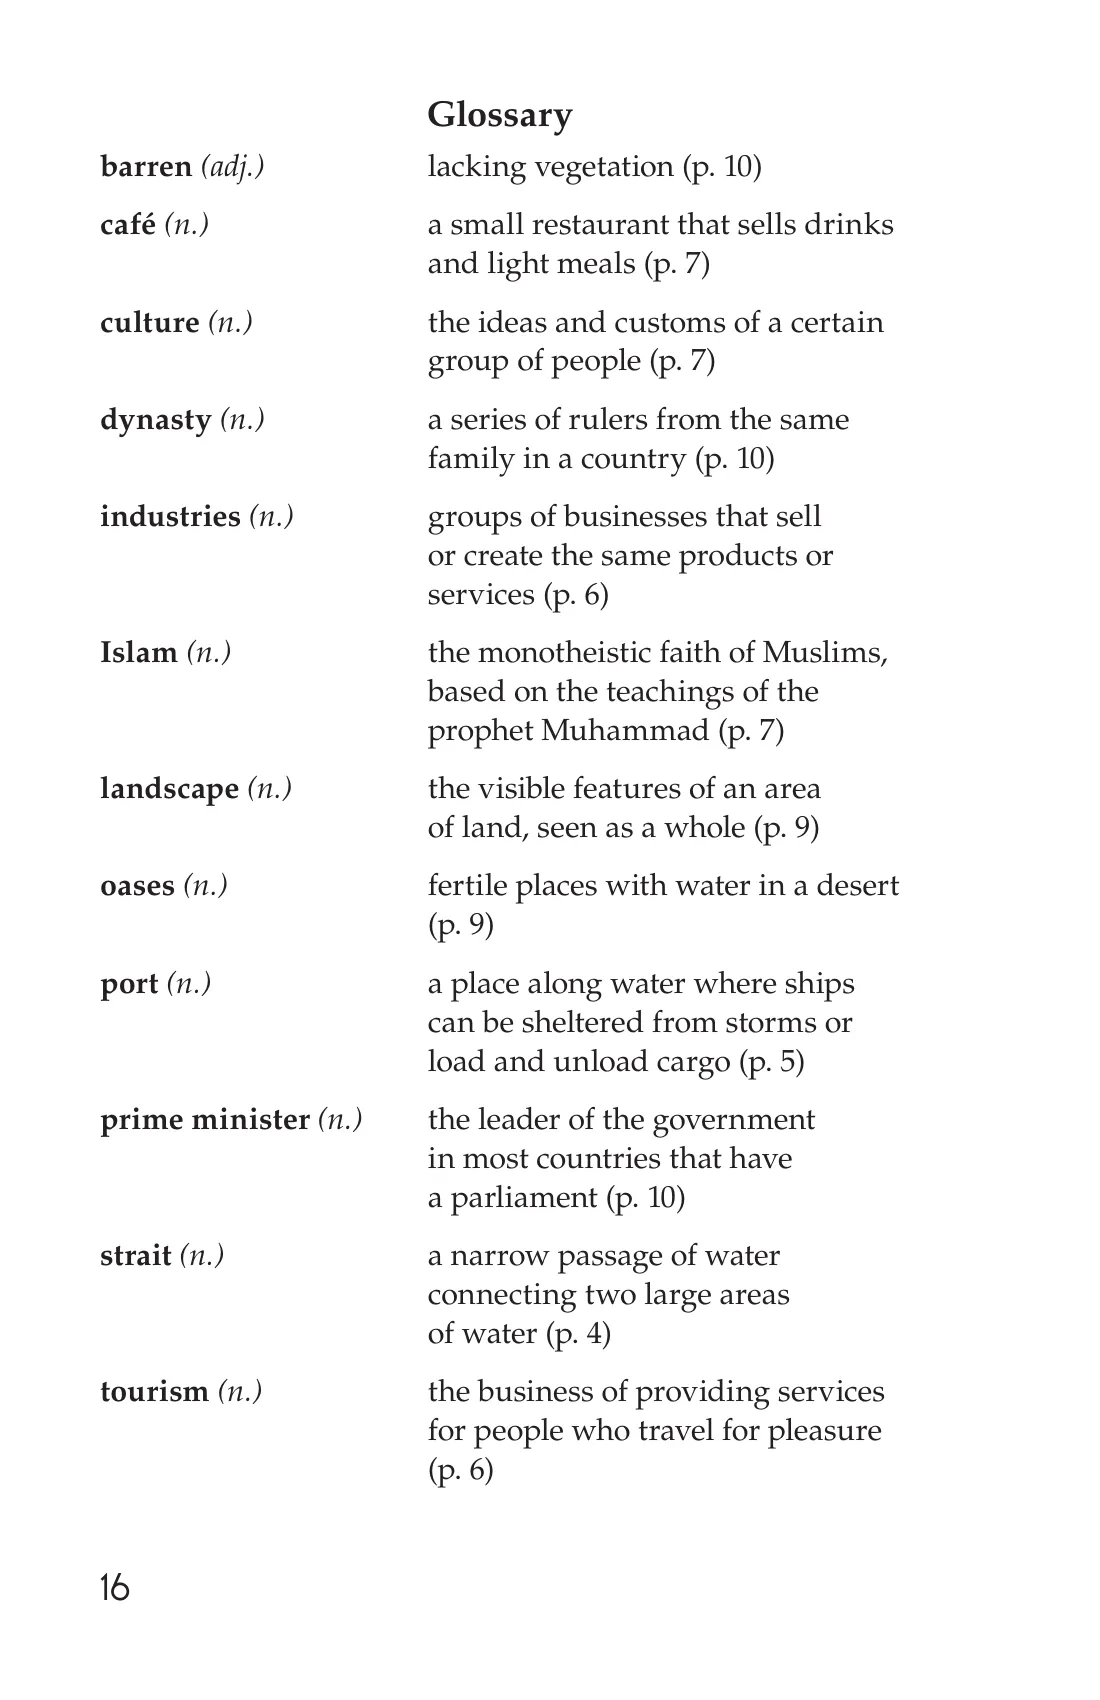 Glossary
barren (adj.) lacking vegetation (p. 10)
café (n.) a small restaurant that sells drinks
and light meals (p. 7)
culture (n.) the ideas and customs of a certain
group of people (p. 7)
dynasty (n.) a series of rulers from the same
family in a country (p. 10)
industries (n.) groups of businesses that sell
or create the same products or
services (p. 6)
Islam (n.) the monotheistic faith of Muslims,
based on the teachings of the
prophet Muhammad (p. 7)
landscape (n.) the visible features of an area
of land, seen as a whole (p. 9)
oases (n.) fertile places with water in a desert
(p. 9)
port (n.) a place along water where ships
can be sheltered from storms or
load and unload cargo (p. 5)
prime minister (n.) the leader of the government
in most countries that have
a parliament (p. 10)
strait (n.) a narrow passage of water
connecting two large areas
of water (p. 4)
tourism (n.) the business of providing services
for people who travel for pleasure
(p. 6)
16